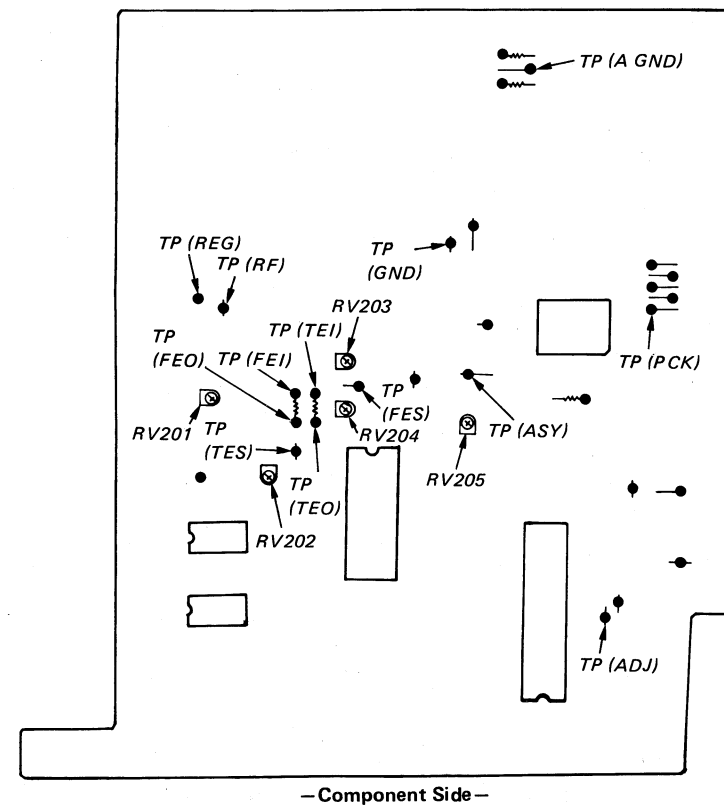 TP (A GND)
TP (REG)
TP (RF)
TP
(GND)
RV203
TP (TEI)
TP
(FEO)
TP (FEI)
TP (PCK)
TP
(FES)
RV201
TP
(TES)
RV204
TP (ASY)
RV205
TP
(TEO)
RV202
TP (ADJ)
—Component Side—